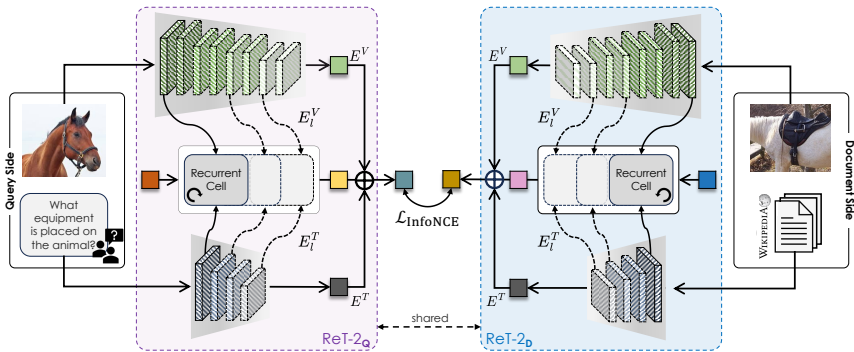 Query Side
What
equipment
is placed on
the animal?
?
E^V
E_l^V
Recurrent
Cell
E_l^T
E^T
ReT-2_Q
L_InfoNCE
shared
E^V
E_l^V
Recurrent
Cell
E_l^T
E^T
ReT-2_D
Document Side
WIKIPEDIA